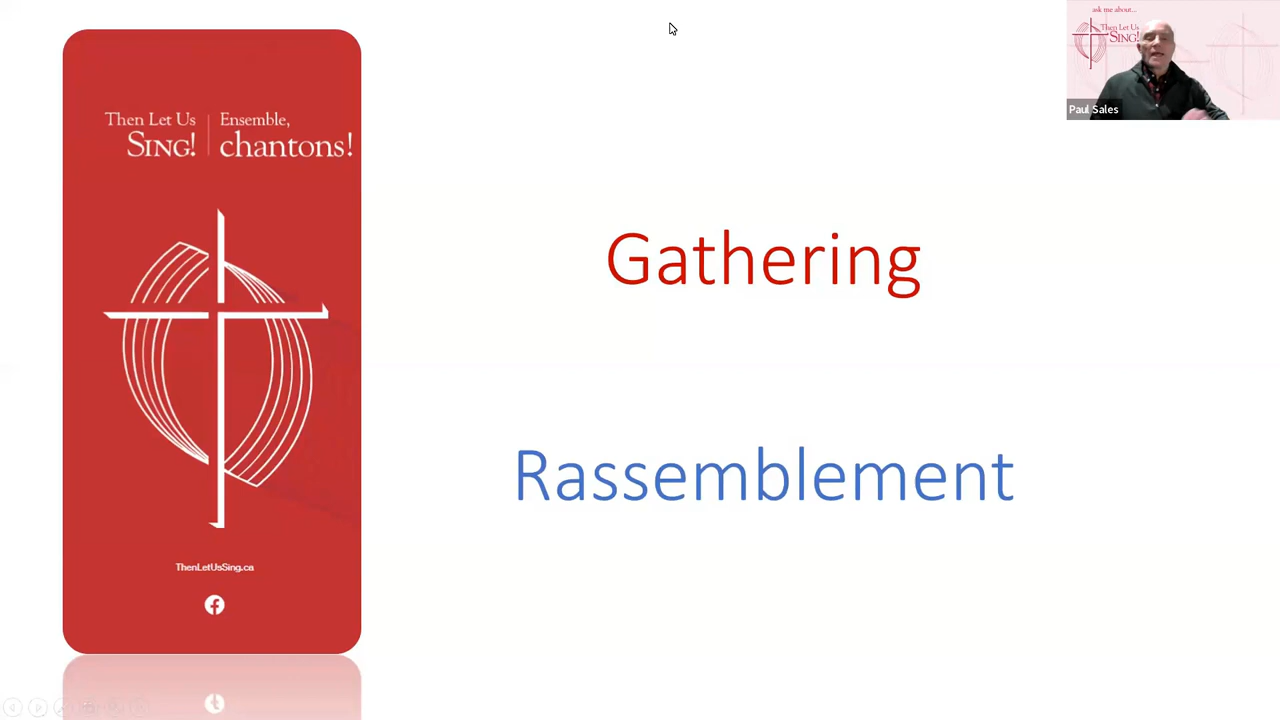 Then Let Us
SING!
Ensemble,
chantons!
ThenLetUsSing.ca
Gathering
Rassemblement
ask me about...
Then Let Us
SING!
Paul Sales